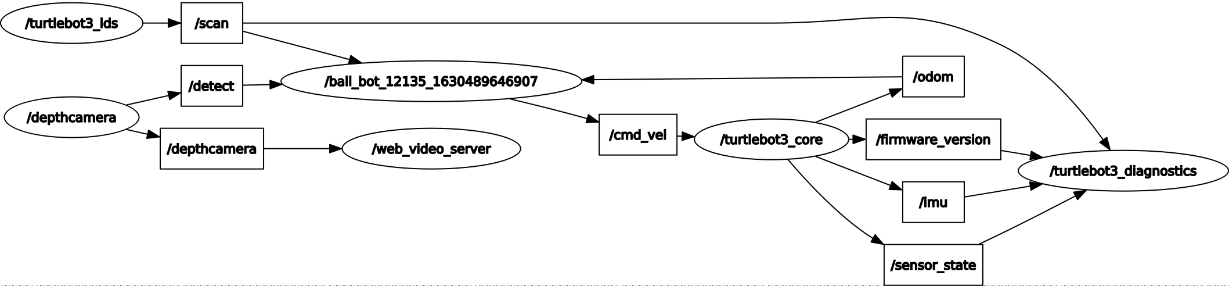 /turtlebot3_lds
/scan
/detect
/ball_bot_12135_1630489646907
/odom
/depthcamera
/depthcamera
/web_video_server
/cmd_vel
/turtlebot3_core
/firmware_version
/turtlebot3_diagnostics
/imu
/sensor_state